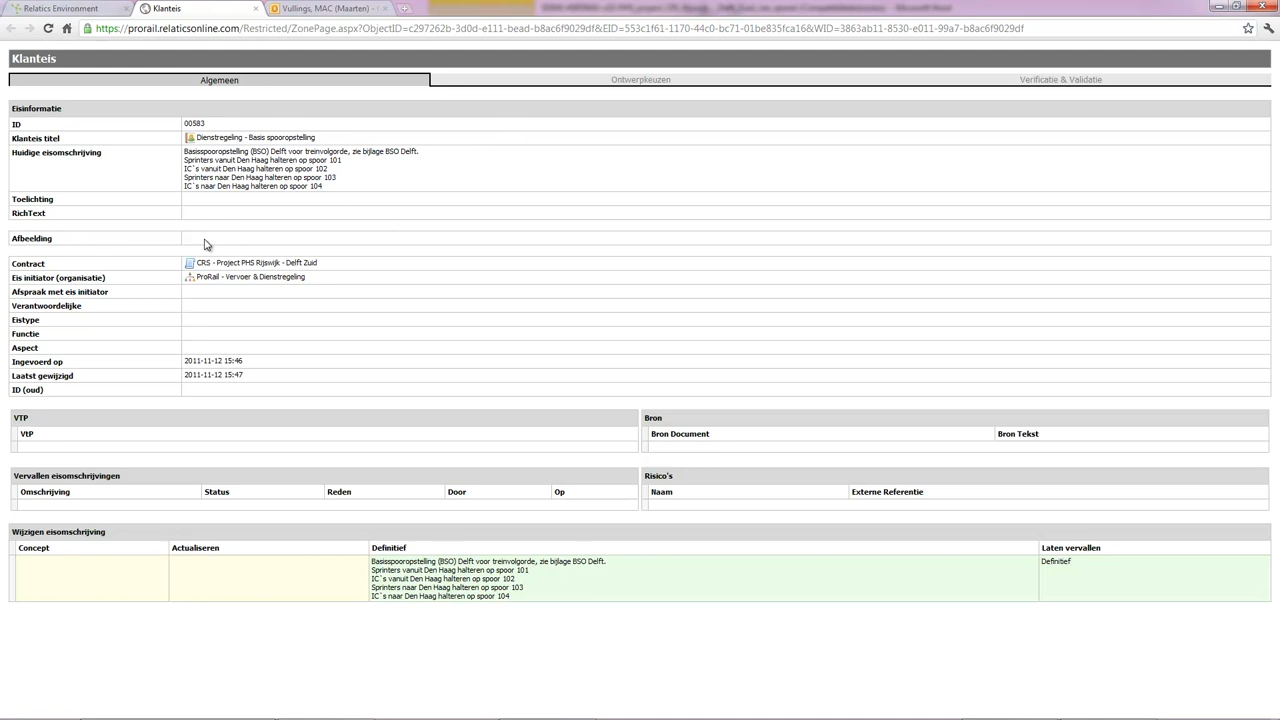 Relatics Environment
Klanteis
Vullings, MAC (Maarten) -
https://prorail.relaticsonline.com/Restricted/ZonePage.aspx?ObjectID=c297262b-3d0d-e111-bead-b8ac6f9029df&EID=553c1f61-1170-44c0-bc71-01be835fca16&WID=3863ab11-8530-e011-99a7-b8ac6f9029df
Klanteis
Algemeen Ontwerpkeuzen Verificatie & Validatie
Eisinformatie
ID 00583
Klanteis titel Dienstregeling - Basis spooropstelling
Huidige eisomschrijving Basisspooropstelling (BSO) Delft voor treinvolgorde, zie bijlage BSO Delft.
Sprinters vanuit Den Haag halteren op spoor 101
IC`s vanuit Den Haag halteren op spoor 102
Sprinters naar Den Haag halteren op spoor 103
IC`s naar Den Haag halteren op spoor 104
Toelichting
RichText
Afbeelding
Contract CRS - Project PHS Rijswijk - Delft Zuid
Eis initiator (organisatie) ProRail - Vervoer & Dienstregeling
Afspraak met eis initiator
Verantwoordelijke
Eistype
Functie
Aspect
Ingevoerd op 2011-11-12 15:46
Laatst gewijzigd 2011-11-12 15:47
ID (oud)
VTP
VtP
Bron
Bron Document Bron Tekst
Vervallen eisomschrijvingen
Omschrijving Status Reden Door Op
Risico's
Naam Externe Referentie
Wijzigen eisomschrijving
Concept Actualiseren Definitief Laten vervallen
Basisspooropstelling (BSO) Delft voor treinvolgorde, zie bijlage BSO Delft. Definitief
Sprinters vanuit Den Haag halteren op spoor 101
IC`s vanuit Den Haag halteren op spoor 102
Sprinters naar Den Haag halteren op spoor 103
IC`s naar Den Haag halteren op spoor 104